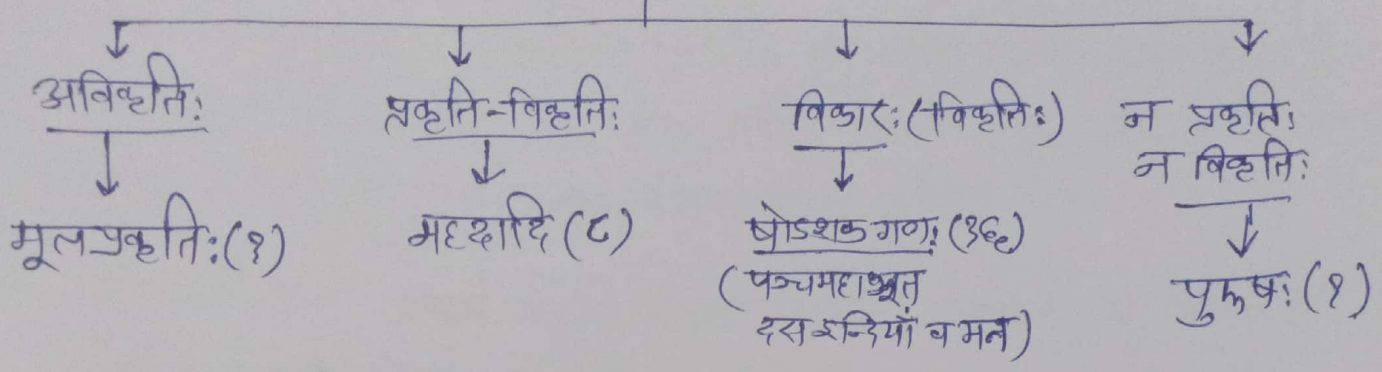 अविकृतिः
प्रकृति-विकृतिः
विकारः (विकृतिः)
न प्रकृतिः
न विकृतिः
मूलप्रकृतिः (१)
महदादि (८)
षोडशक गणः (१६)
(पञ्चमहाभूत
दस इन्द्रियाँ व मन)
पुरुषः (१)